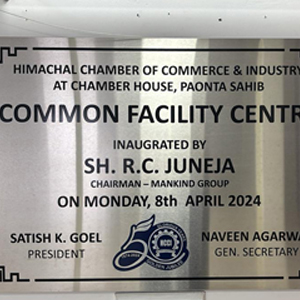 HIMACHAL CHAMBER OF COMMERCE & INDUSTRY
AT CHAMBER HOUSE, PAONTA SAHIB
COMMON FACILITY CENTR
INAUGRATED BY
SH. R.C. JUNEJA
CHAIRMAN – MANKIND GROUP
ON MONDAY, 8th APRIL 2024
SATISH K. GOEL
NAVEEN AGARWA
PRESIDENT
GEN. SECRETARY
HCCI